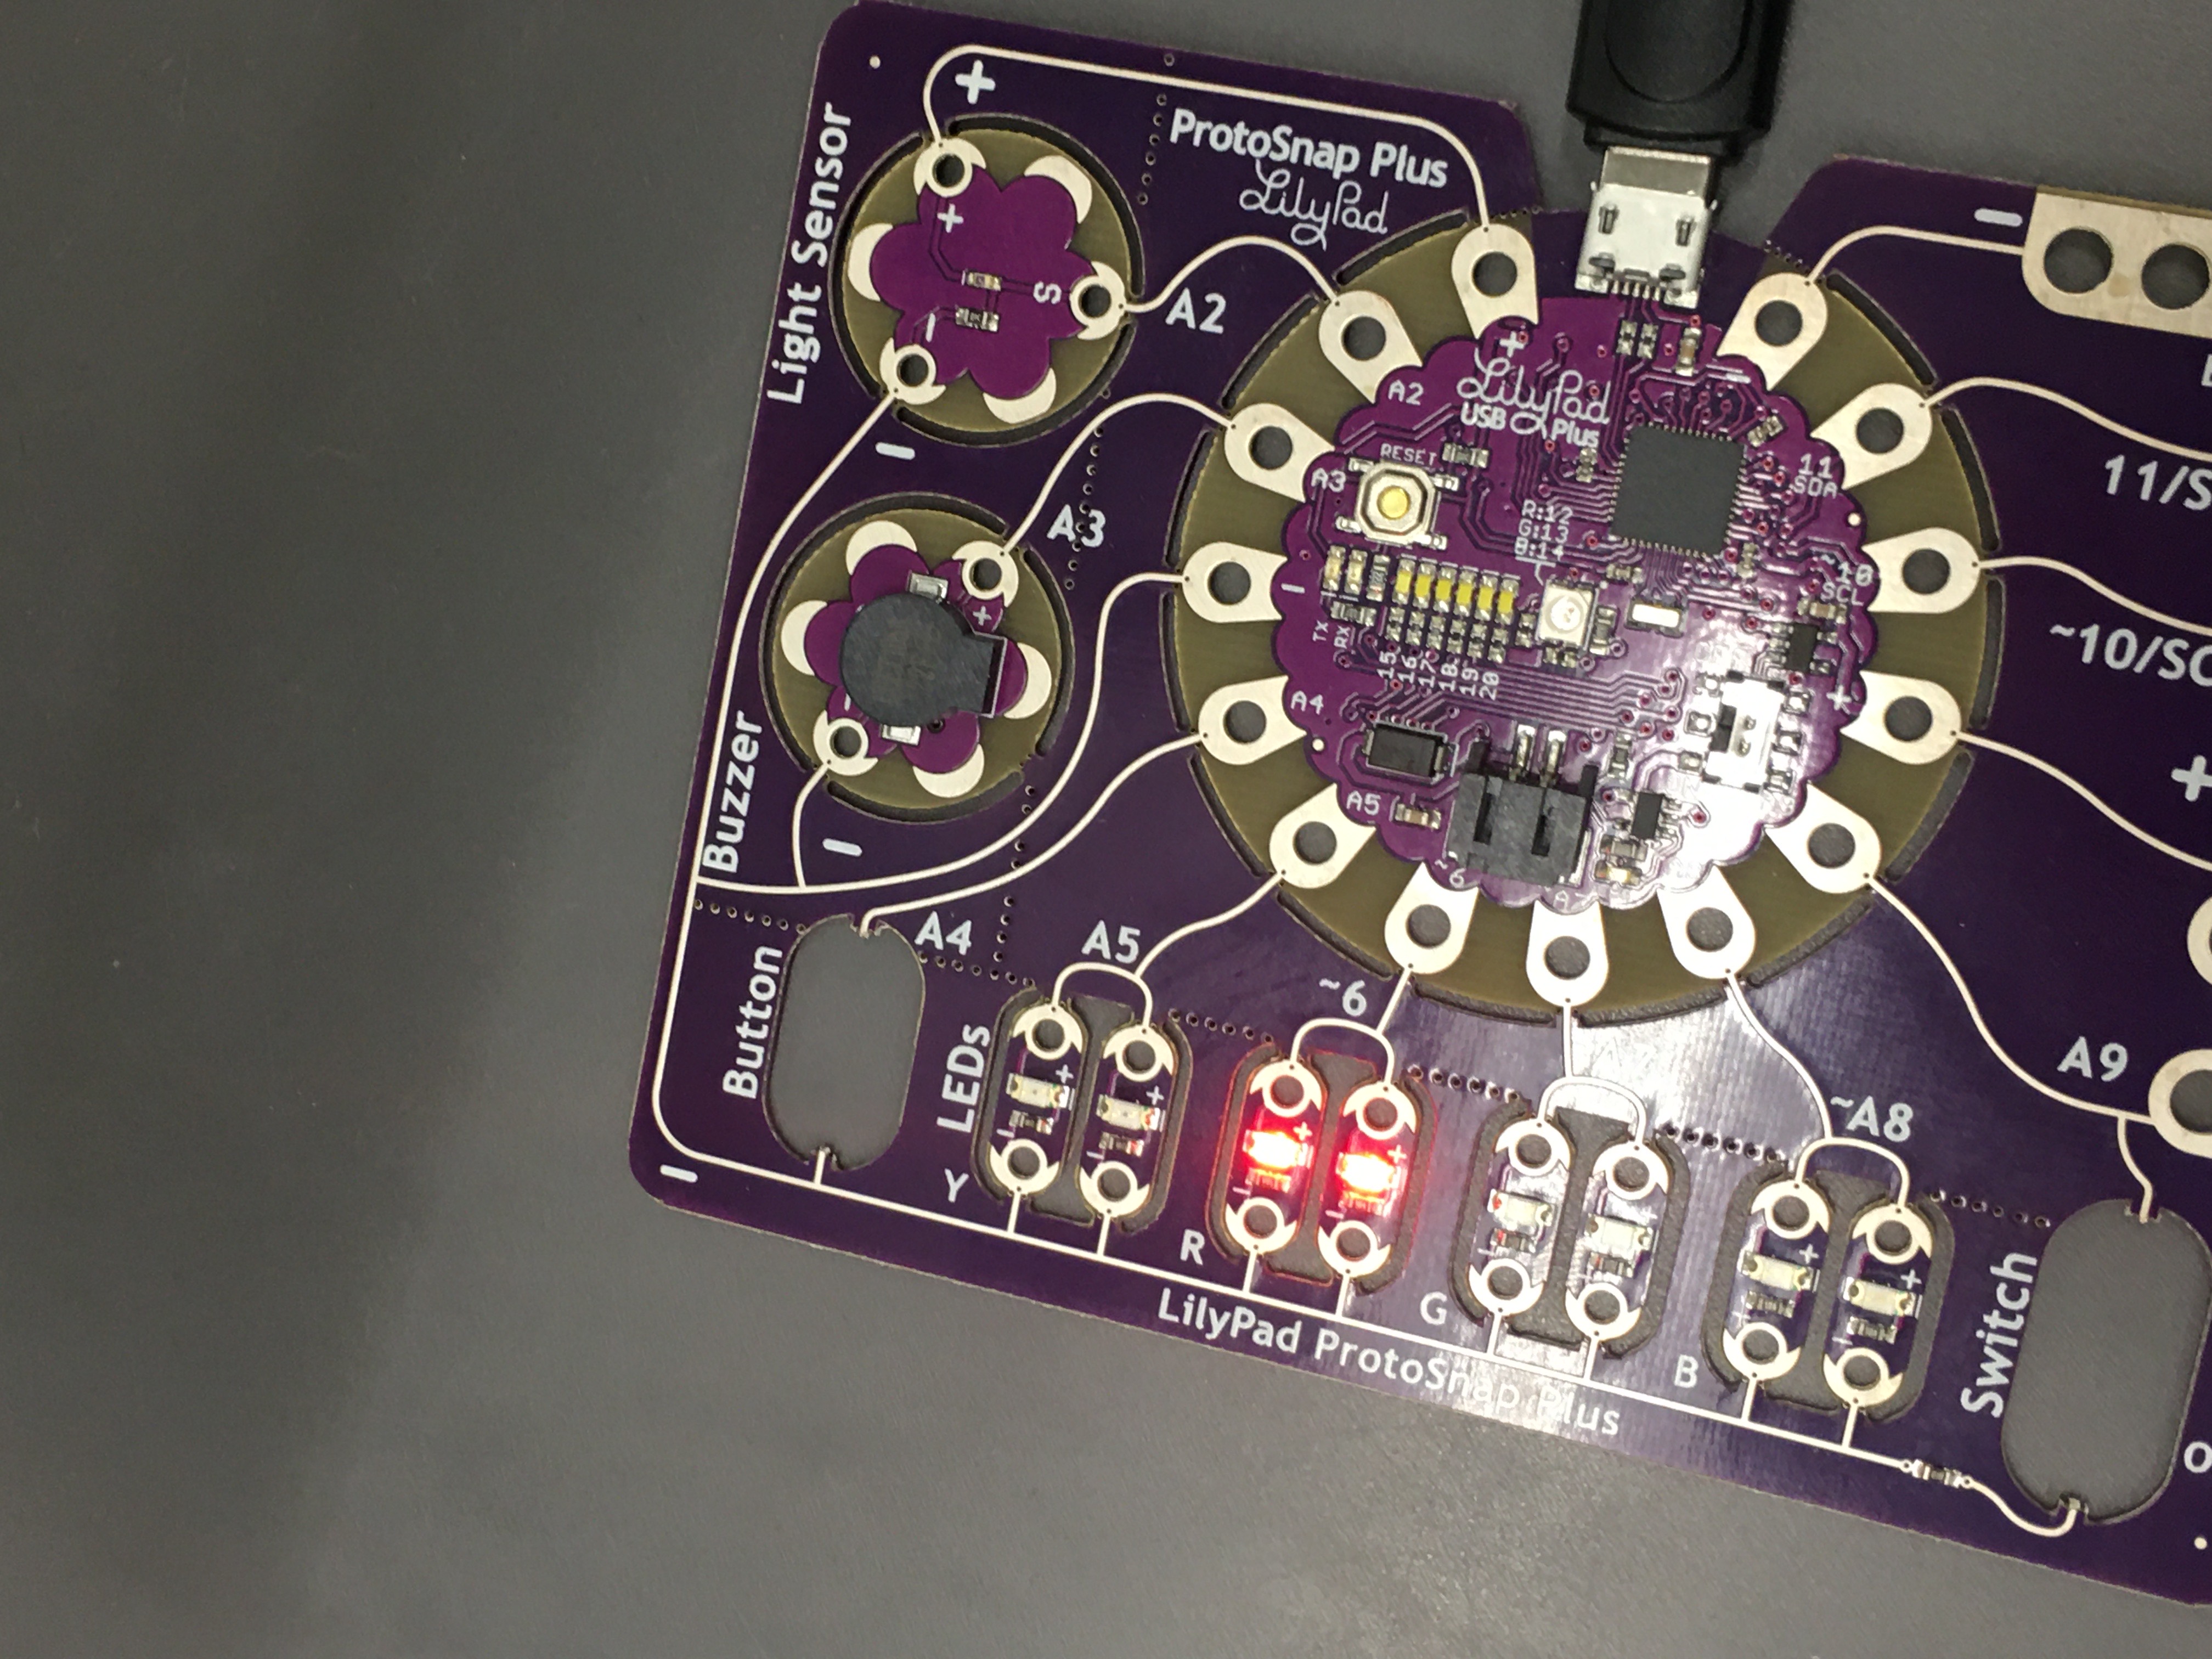 -
Button
Buzzer
Light Sensor
-
-
+
-
-
+
+
S
A4
Y
LEDs
-
+
-
+
A5
A3
A2
ProtoSnap Plus
LilyPad
R
-
+
-
+
~6
LilyPad ProtoSnap Plus
G
B
+
+
~A8
Switch
A9
+
11/S
-
A4
-
A3
A5
A2
~6
TX
RX
15
16
17
18
19
20
RESET
R:12
G:13
B:14
LilyPad
USB Plus
+
-
11
SDA
~10
SCL
+